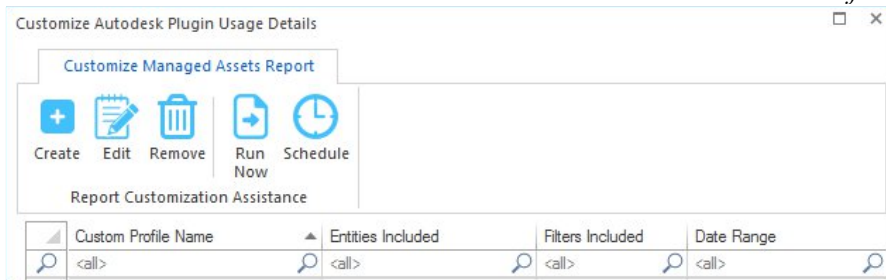 Customize Autodesk Plugin Usage Details
Customize Managed Assets Report
Create Edit Remove Run Now Schedule
Report Customization Assistance
Custom Profile Name Entities Included Filters Included Date Range
<all> <all> <all> <all>